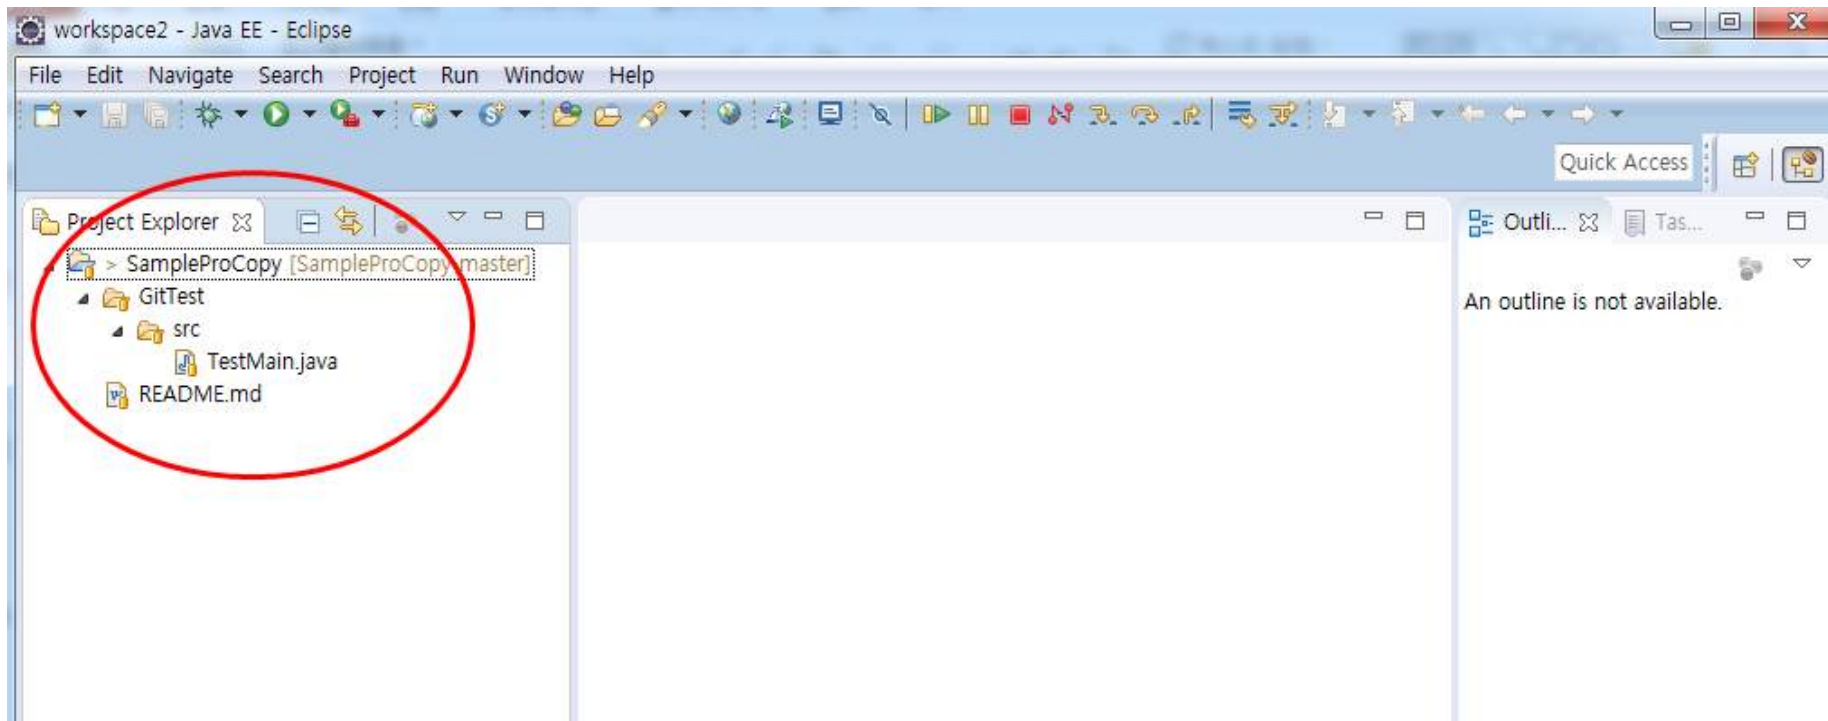 workspace2 - Java EE - Eclipse
File Edit Navigate Search Project Run Window Help
Quick Access
Project Explorer
Outli... Tas...
> SampleProCopy [SampleProCopy master]
An outline is not available.
GitTest
src
TestMain.java
README.md